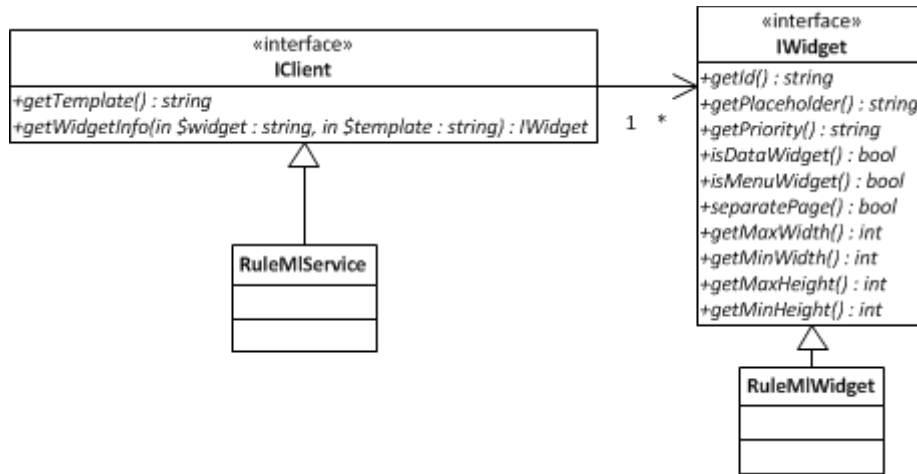 «interface»
IClient
+getTemplate() : string
+getWidgetInfo(in $widget : string, in $template : string) : IWidget
1 *
«interface»
IWidget
+getId() : string
+getPlaceholder() : string
+getPriority() : string
+isDataWidget() : bool
+isMenuWidget() : bool
+separatePage() : bool
+getMaxWidth() : int
+getMinWidth() : int
+getMaxHeight() : int
+getMinHeight() : int
RuleMlService
RuleMlWidget